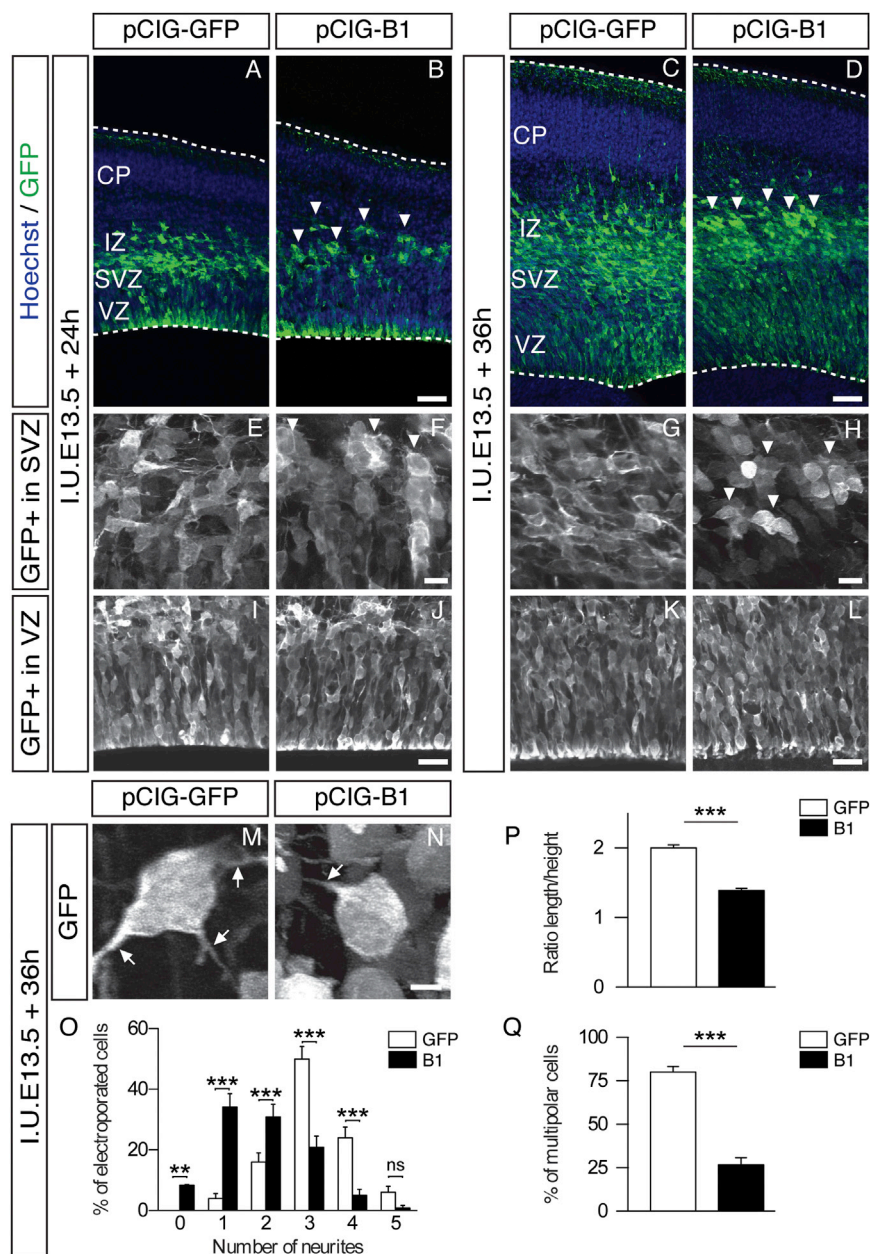 pCIG-GFP
pCIG-B1
pCIG-GFP
pCIG-B1
Hoechst / GFP
I.U.E13.5 + 24h
A
B
CP
IZ
SVZ
VZ
I.U.E13.5 + 36h
C
D
CP
IZ
SVZ
VZ
GFP+ in SVZ
E
F
G
H
GFP+ in VZ
I
J
K
L
pCIG-GFP
pCIG-B1
I.U.E13.5 + 36h
GFP
M
N
P
Ratio length/height
2
1
0
***
GFP
B1
O
% of electroporated cells
60
40
20
0
**
***
***
***
***
ns
GFP
B1
0 1 2 3 4 5
Number of neurites
Q
% of multipolar cells
100
75
50
25
0
***
GFP
B1